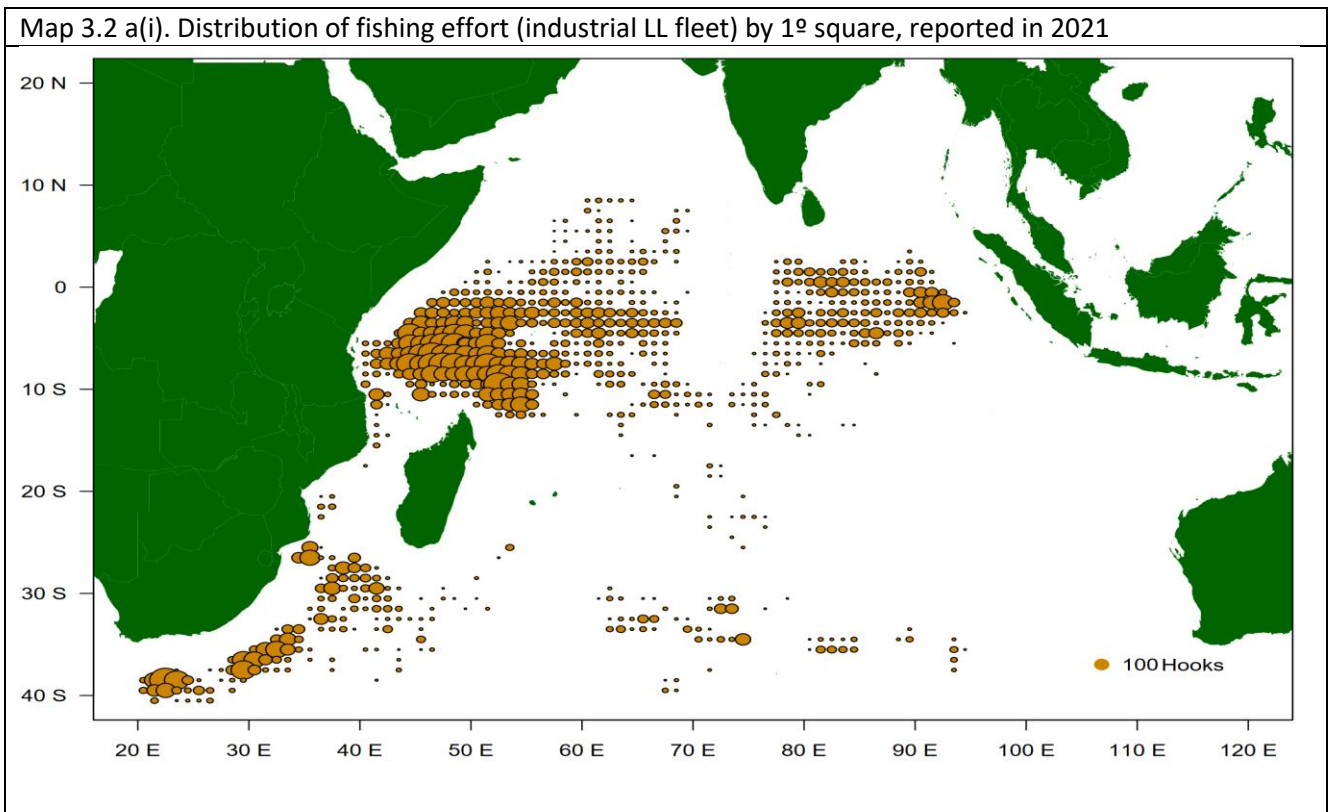 Map 3.2 a(i). Distribution of fishing effort (industrial LL fleet) by 1º square, reported in 2021
20 N
10 N
0
10 S
20 S
30 S
40 S
100 Hooks
20 E 30 E 40 E 50 E 60 E 70 E 80 E 90 E 100 E 110 E 120 E